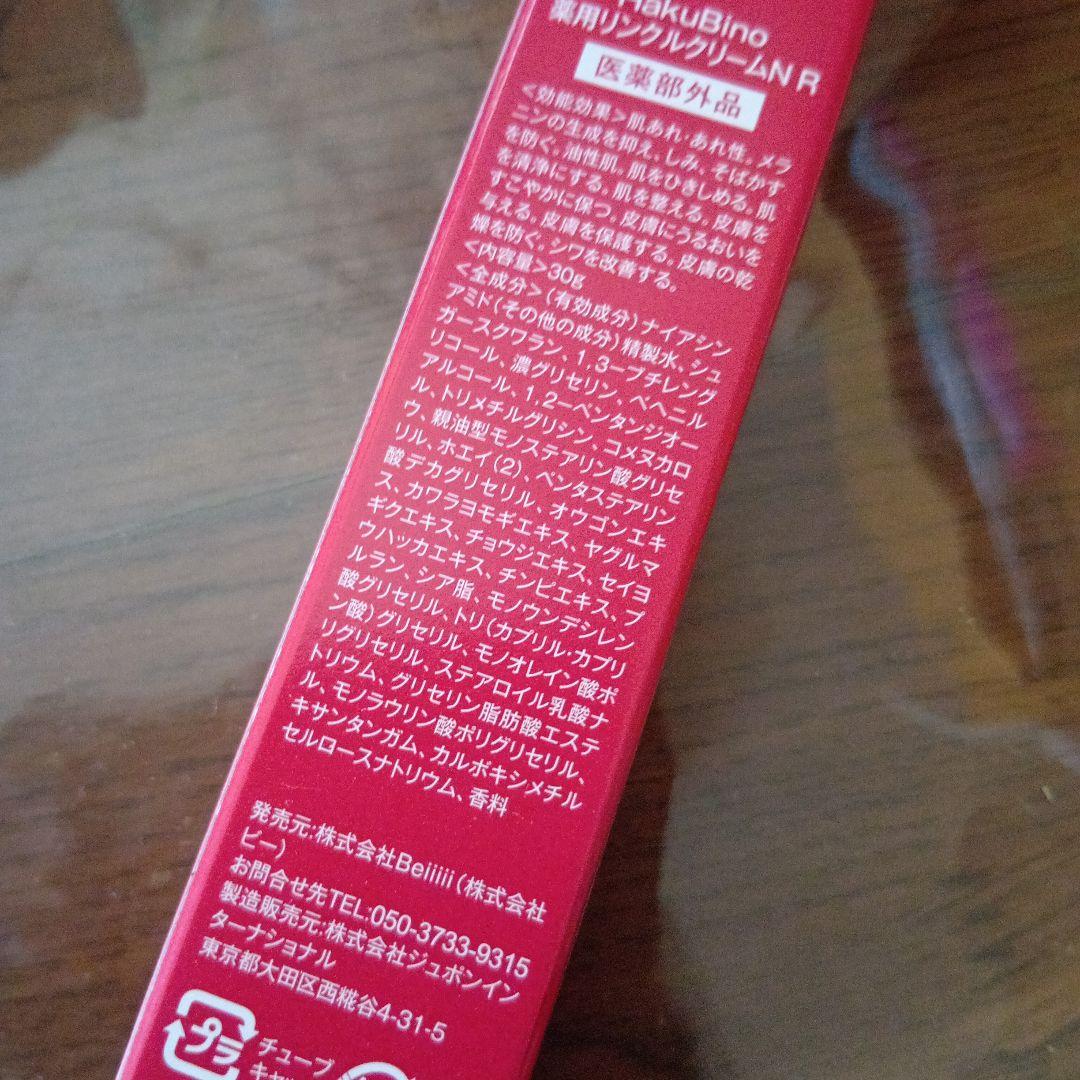 HakuBino
薬用リンクルクリームN R
医薬部外品
<効能効果>肌あれ・あれ性。メラ
ニンの生成を抑え、しみ、そばかす
を防ぐ。油性肌。肌をひきしめる。肌
を清浄にする。肌を整える。皮膚を
すこやかに保つ。皮膚にうるおいを
与える。皮膚を保護する。皮膚の乾
燥を防ぐ。シワを改善する。
<内容量>30g
<全成分>(有効成分)ナイアシン
アミド(その他の成分)精製水、シュ
ガースクワラン、1,3ーブチレング
リコール、濃グリセリン、ベヘニル
アルコール、1,2ーペンタンジオー
ル、トリメチルグリシン、コメヌカロ
ウ、親油型モノステアリン酸グリセ
リル、ホエイ(2)、ペンタステアリン
酸デカグリセリル、オウゴンエキ
ス、カワラヨモギエキス、ヤグルマ
ギクエキス、チョウジエキス、セイヨ
ウハッカエキス、チンピエキス、プ
ルラン、シア脂、モノウンデシレン
酸グリセリル、トリ(カプリル・カプリ
ン酸)グリセリル、モノオレイン酸ポ
リグリセリル、ステアロイル乳酸ナ
トリウム、グリセリン脂肪酸エステ
ル、モノラウリン酸ポリグリセリル、
キサンタンガム、カルボキシメチル
セルロースナトリウム、香料
発売元:株式会社Beiiiii(株式会社
ビー)
お問合せ先TEL:050-3733-9315
製造販売元:株式会社ジュポンイン
ターナショナル
東京都大田区西糀谷4-31-5
プラ
チューブ